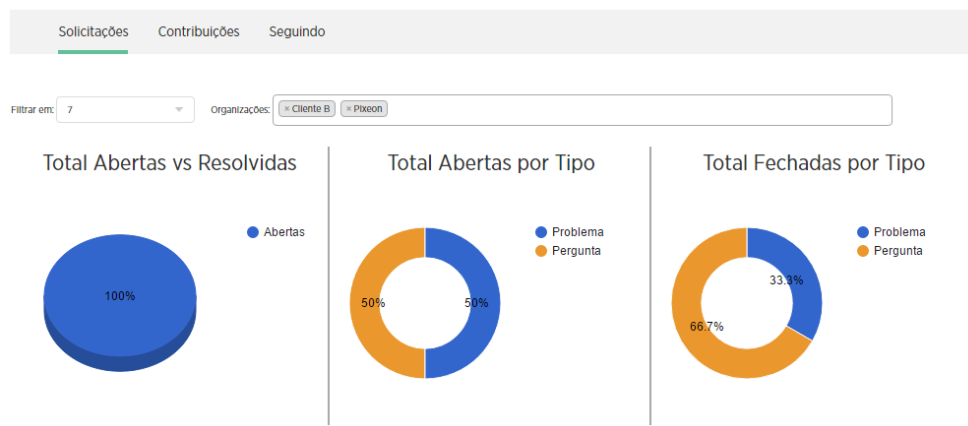 Solicitações Contribuições Seguindo
Filtrar em: 7 Organizações: × Cliente B × Pixeon
Total Abertas vs Resolvidas
Abertas
100%
Total Abertas por Tipo
Problema
Pergunta
50% 50%
Total Fechadas por Tipo
Problema
Pergunta
33.3%
66.7%